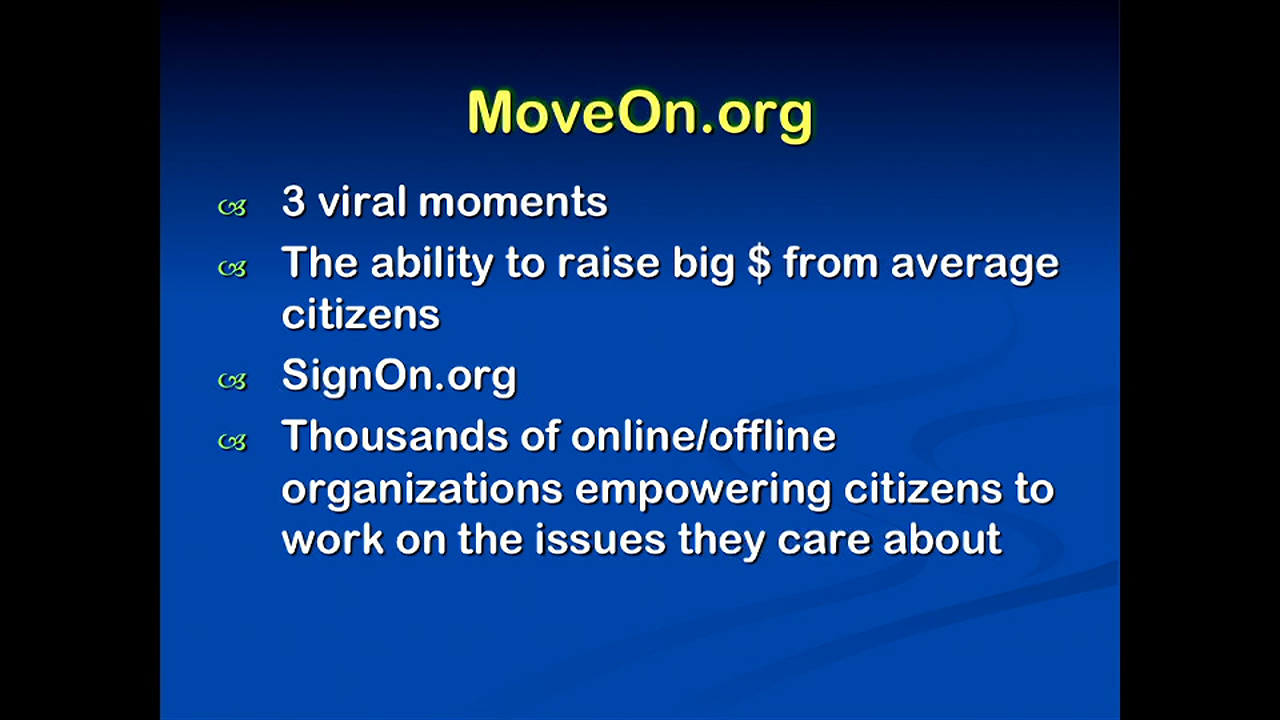 MoveOn.org
3 viral moments
The ability to raise big $ from average
citizens
SignOn.org
Thousands of online/offline
organizations empowering citizens to
work on the issues they care about